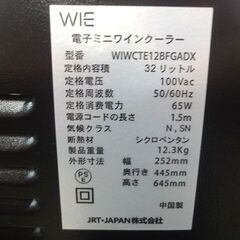 WIE
電子ミニワインクーラー
型番 WIWCTE12BFGADX
定格内容積 32リットル
定格電圧 100Vac
定格周波数 50/60Hz
定格消費電力 65W
電源コードの長さ 1.5m
気候クラス N, SN
断熱材 シクロペンタン
製品質量 12.3Kg
外形寸法 幅 252mm
奥行き 445mm
高さ 645mm
PSE
中国製
JRT-JAPAN株式会社